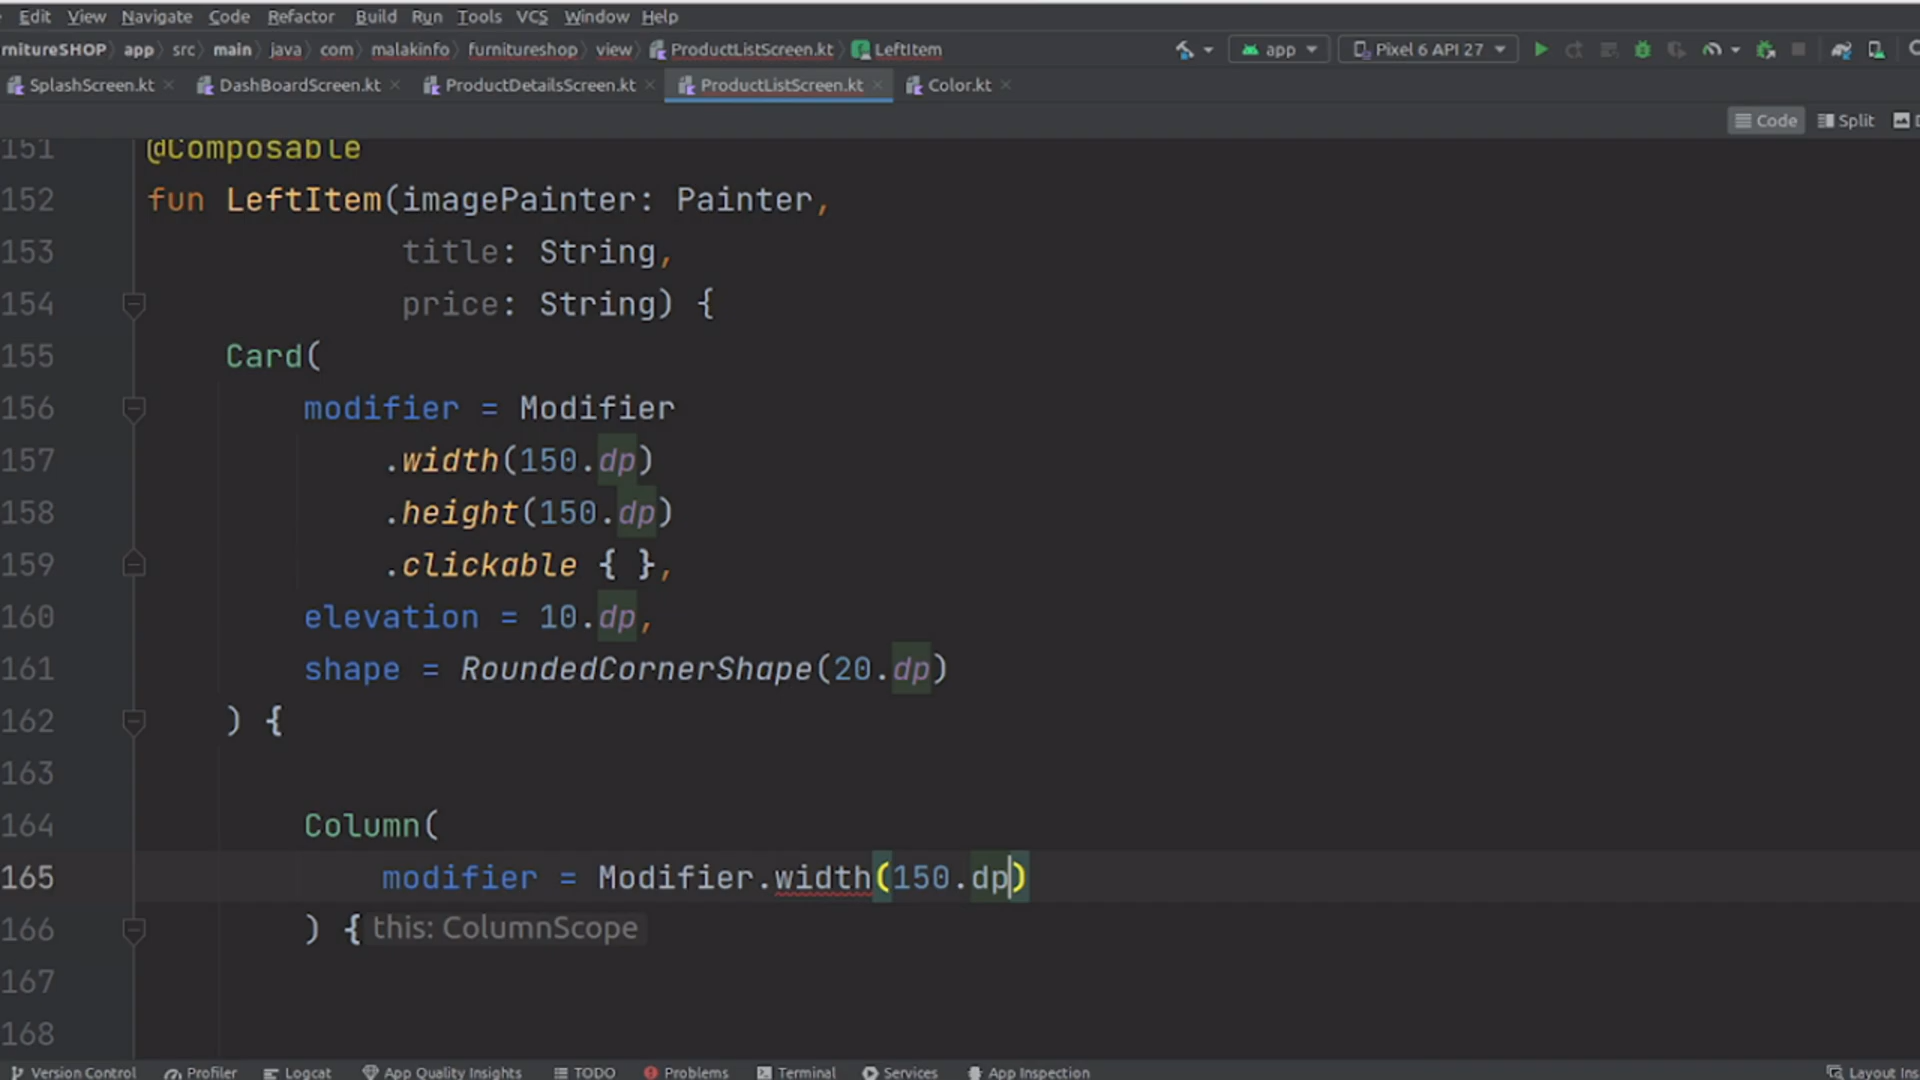 Edit View Navigate Code Refactor Build Run Tools VCS Window Help
rnitureSHOP app src main java com malakinfo furnitureshop view ProductListScreen.kt LeftItem app Pixel 6 API 27
SplashScreen.kt DashBoardScreen.kt ProductDetailsScreen.kt ProductListScreen.kt Color.kt
Code Split
151 @Composable
152 fun LeftItem(imagePainter: Painter,
153 title: String,
154 price: String) {
155 Card(
156 modifier = Modifier
157 .width(150.dp)
158 .height(150.dp)
159 .clickable { },
160 elevation = 10.dp,
161 shape = RoundedCornerShape(20.dp)
162 ) {
163
164 Column(
165 modifier = Modifier.width(150.dp)
166 ) { this: ColumnScope
167
168
Version Control Profiler Logcat App Quality Insights TODO Problems Terminal Services App Inspection Layout Ins